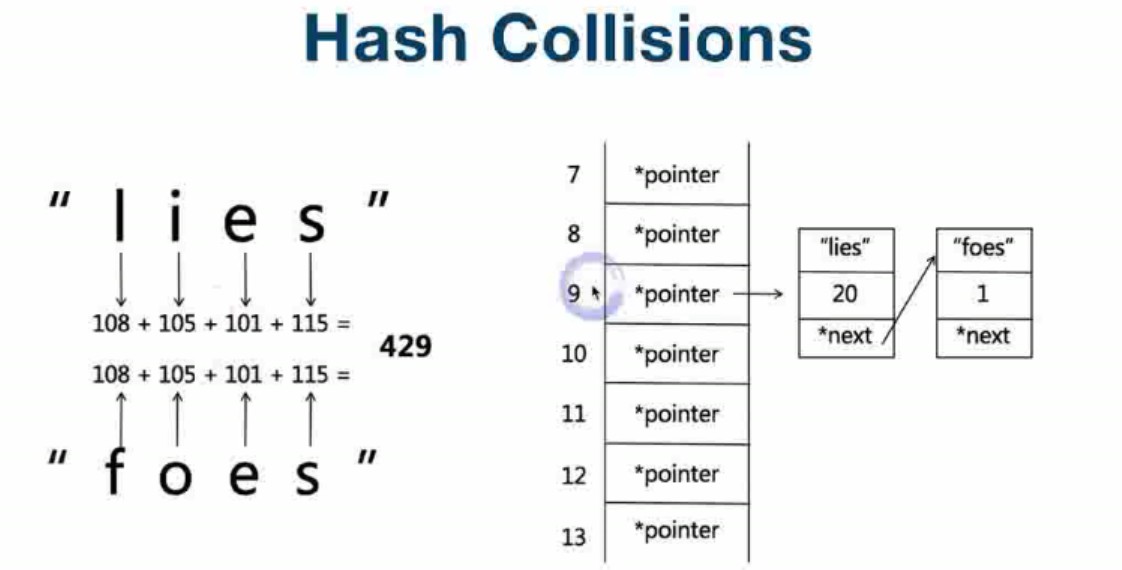 Hash Collisions
" l i e s "
108 + 105 + 101 + 115 =
429
108 + 105 + 101 + 115 =
" f o e s "
7 *pointer
8 *pointer
9 *pointer
10 *pointer
11 *pointer
12 *pointer
13 *pointer
"lies"
20
*next
"foes"
1
*next